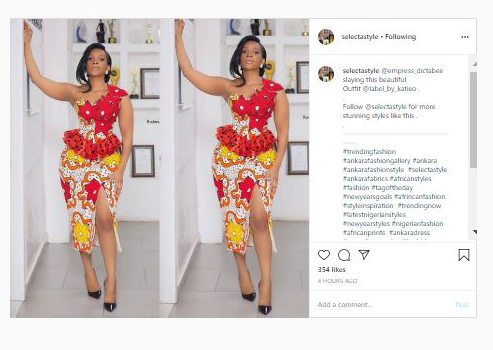 selectastyle • Following
selectastyle @empress_dictabee
slaying this beautiful
Outfit @label_by_katieo .
Follow @selectastyle for more
stunning styles like this .
.
#trendingfashion
#ankarafashiongallery #ankara
#ankarafashionstyle #selectastyle
#ankarafabrics #africanstyles
#fashion #tagoftheday
#newyearsgoals #africanfashion
#styleinspiration #trendingnow
#latestnigerianstyles
#newyearstyles #nigerianfashion
#africanprints #ankaradress
354 likes
4 HOURS AGO
Add a comment...
Post